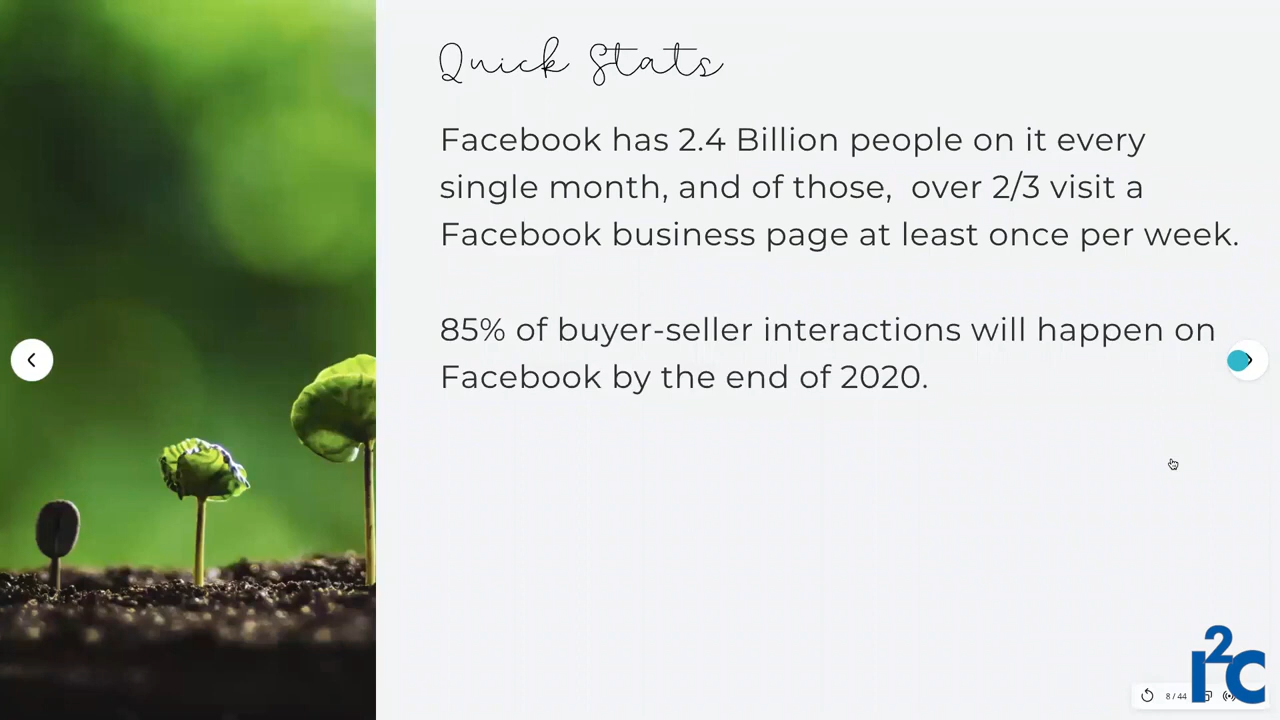 Quick Stats
Facebook has 2.4 Billion people on it every
single month, and of those,  over 2/3 visit a
Facebook business page at least once per week.
85% of buyer-seller interactions will happen on
Facebook by the end of 2020.
I2C
8 / 44